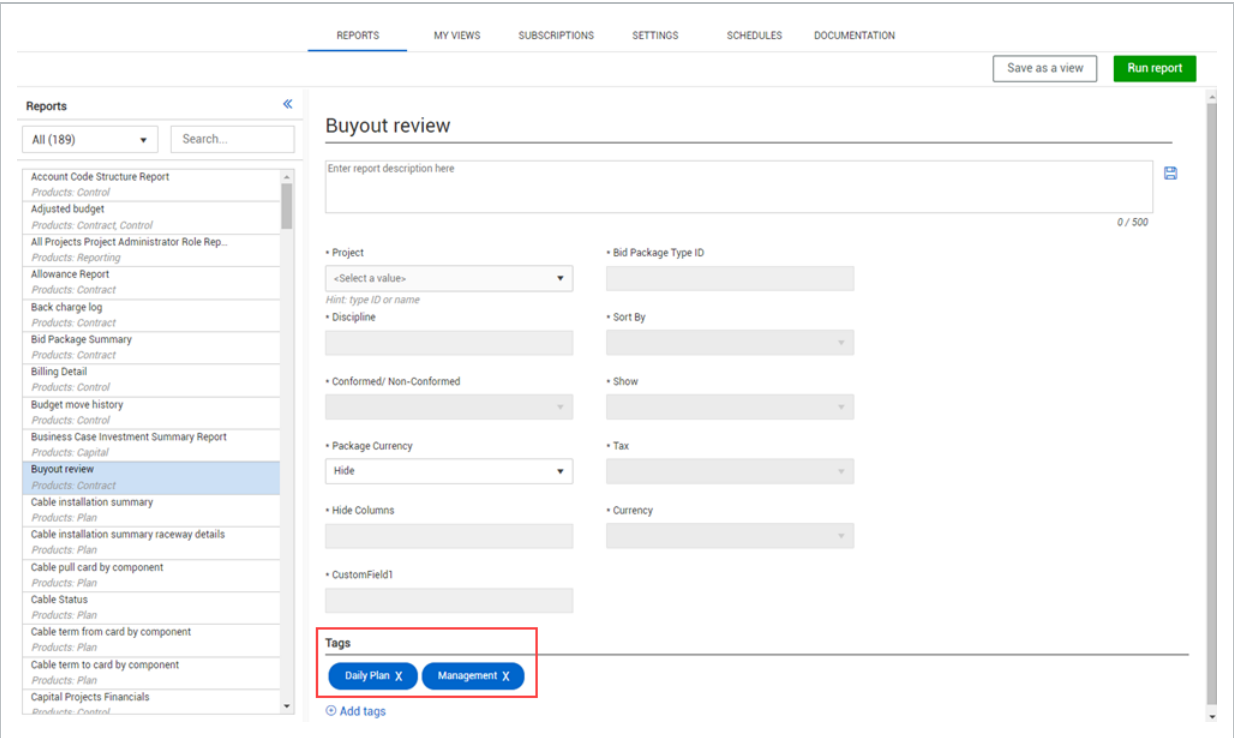 REPORTS MY VIEWS SUBSCRIPTIONS SETTINGS SCHEDULES DOCUMENTATION
Save as a view Run report
Reports
All (189) Search...
Account Code Structure Report
Products: Control
Adjusted budget
Products: Contract, Control
All Projects Project Administrator Role Rep...
Products: Reporting
Allowance Report
Products: Contract
Back charge log
Products: Contract
Bid Package Summary
Products: Contract
Billing Detail
Products: Control
Budget move history
Products: Control
Business Case Investment Summary Report
Products: Capital
Buyout review
Products: Contract
Cable installation summary
Products: Plan
Cable installation summary raceway details
Products: Plan
Cable pull card by component
Products: Plan
Cable Status
Products: Plan
Cable term from card by component
Products: Plan
Cable term to card by component
Products: Plan
Capital Projects Financials
Products: Control
Buyout review
Enter report description here
0 / 500
• Project • Bid Package Type ID
<Select a value>
Hint: type ID or name
• Discipline • Sort By
• Conformed/ Non-Conformed • Show
• Package Currency • Tax
Hide
• Hide Columns • Currency
• CustomField1
Tags
Daily Plan X Management X
Add tags